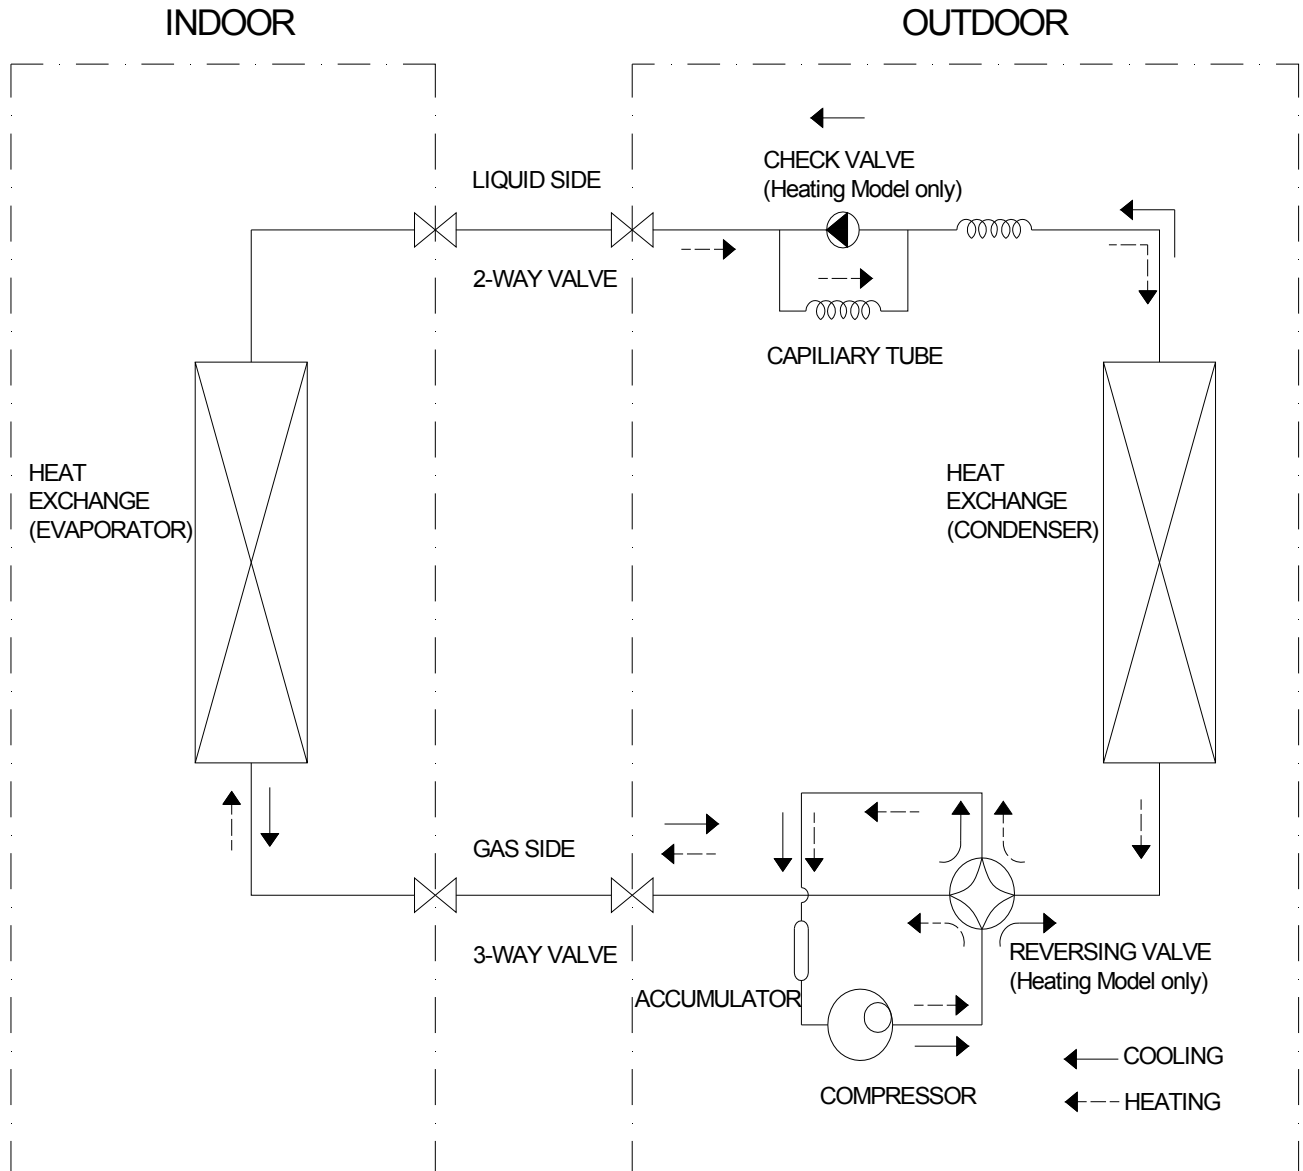 INDOOR
OUTDOOR
CHECK VALVE
(Heating Model only)
LIQUID SIDE
2-WAY VALVE
CAPILIARY TUBE
HEAT
EXCHANGE
(EVAPORATOR)
HEAT
EXCHANGE
(CONDENSER)
GAS SIDE
3-WAY VALVE
REVERSING VALVE
(Heating Model only)
ACCUMULATOR
COMPRESSOR
COOLING
HEATING